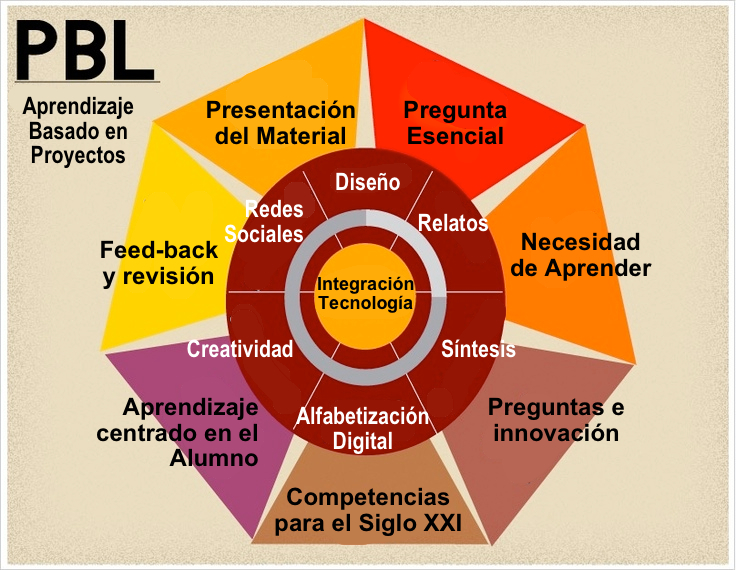 PBL
Aprendizaje
Basado en
Proyectos
Presentación
del Material
Pregunta
Esencial
Necesidad
de Aprender
Preguntas e
innovación
Competencias
para el Siglo XXI
Aprendizaje
centrado en el
Alumno
Feed-back
y revisión
Diseño
Relatos
Síntesis
Alfabetización
Digital
Creatividad
Redes
Sociales
Integración
Tecnología